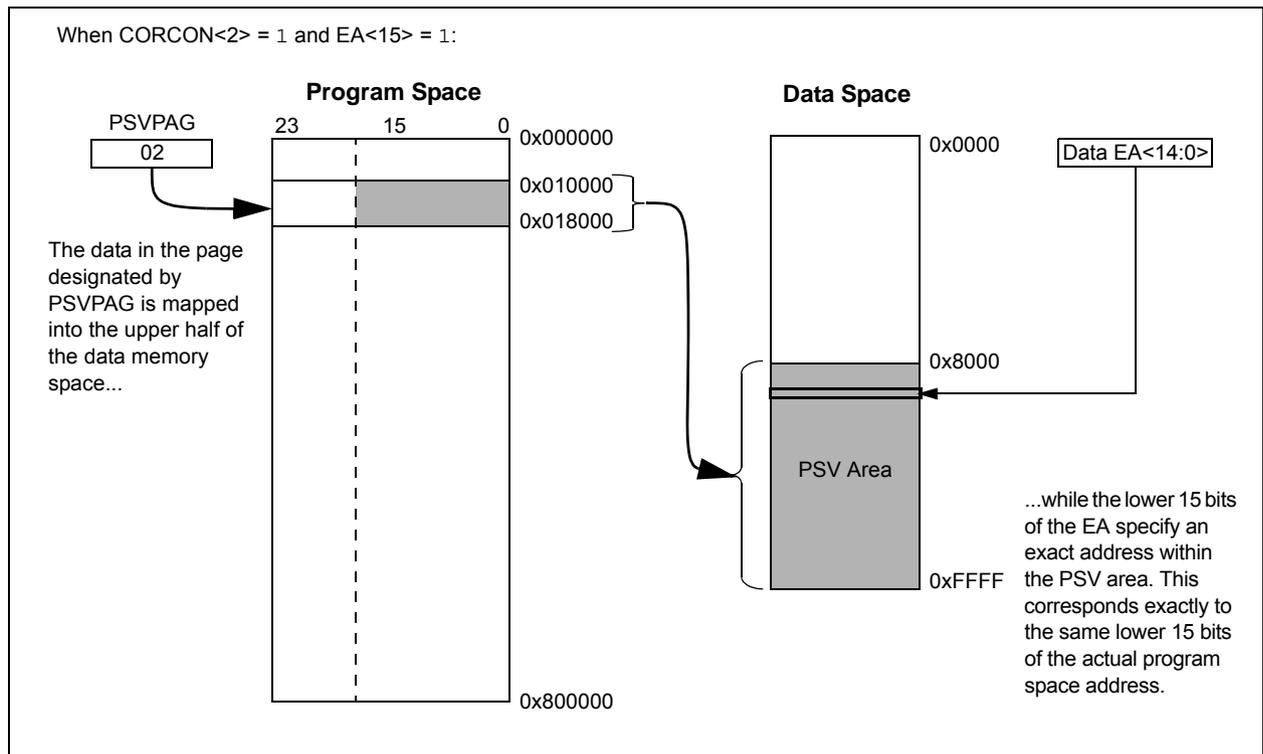 When CORCON<2> = 1 and EA<15> = 1:
Program Space
Data Space
PSVPAG
02
23 15 0
0x000000
0x010000
0x018000
0x800000
The data in the page
designated by
PSVPAG is mapped
into the upper half of
the data memory
space...
0x0000
Data EA<14:0>
0x8000
PSV Area
0xFFFF
...while the lower 15 bits
of the EA specify an
exact address within
the PSV area. This
corresponds exactly to
the same lower 15 bits
of the actual program
space address.